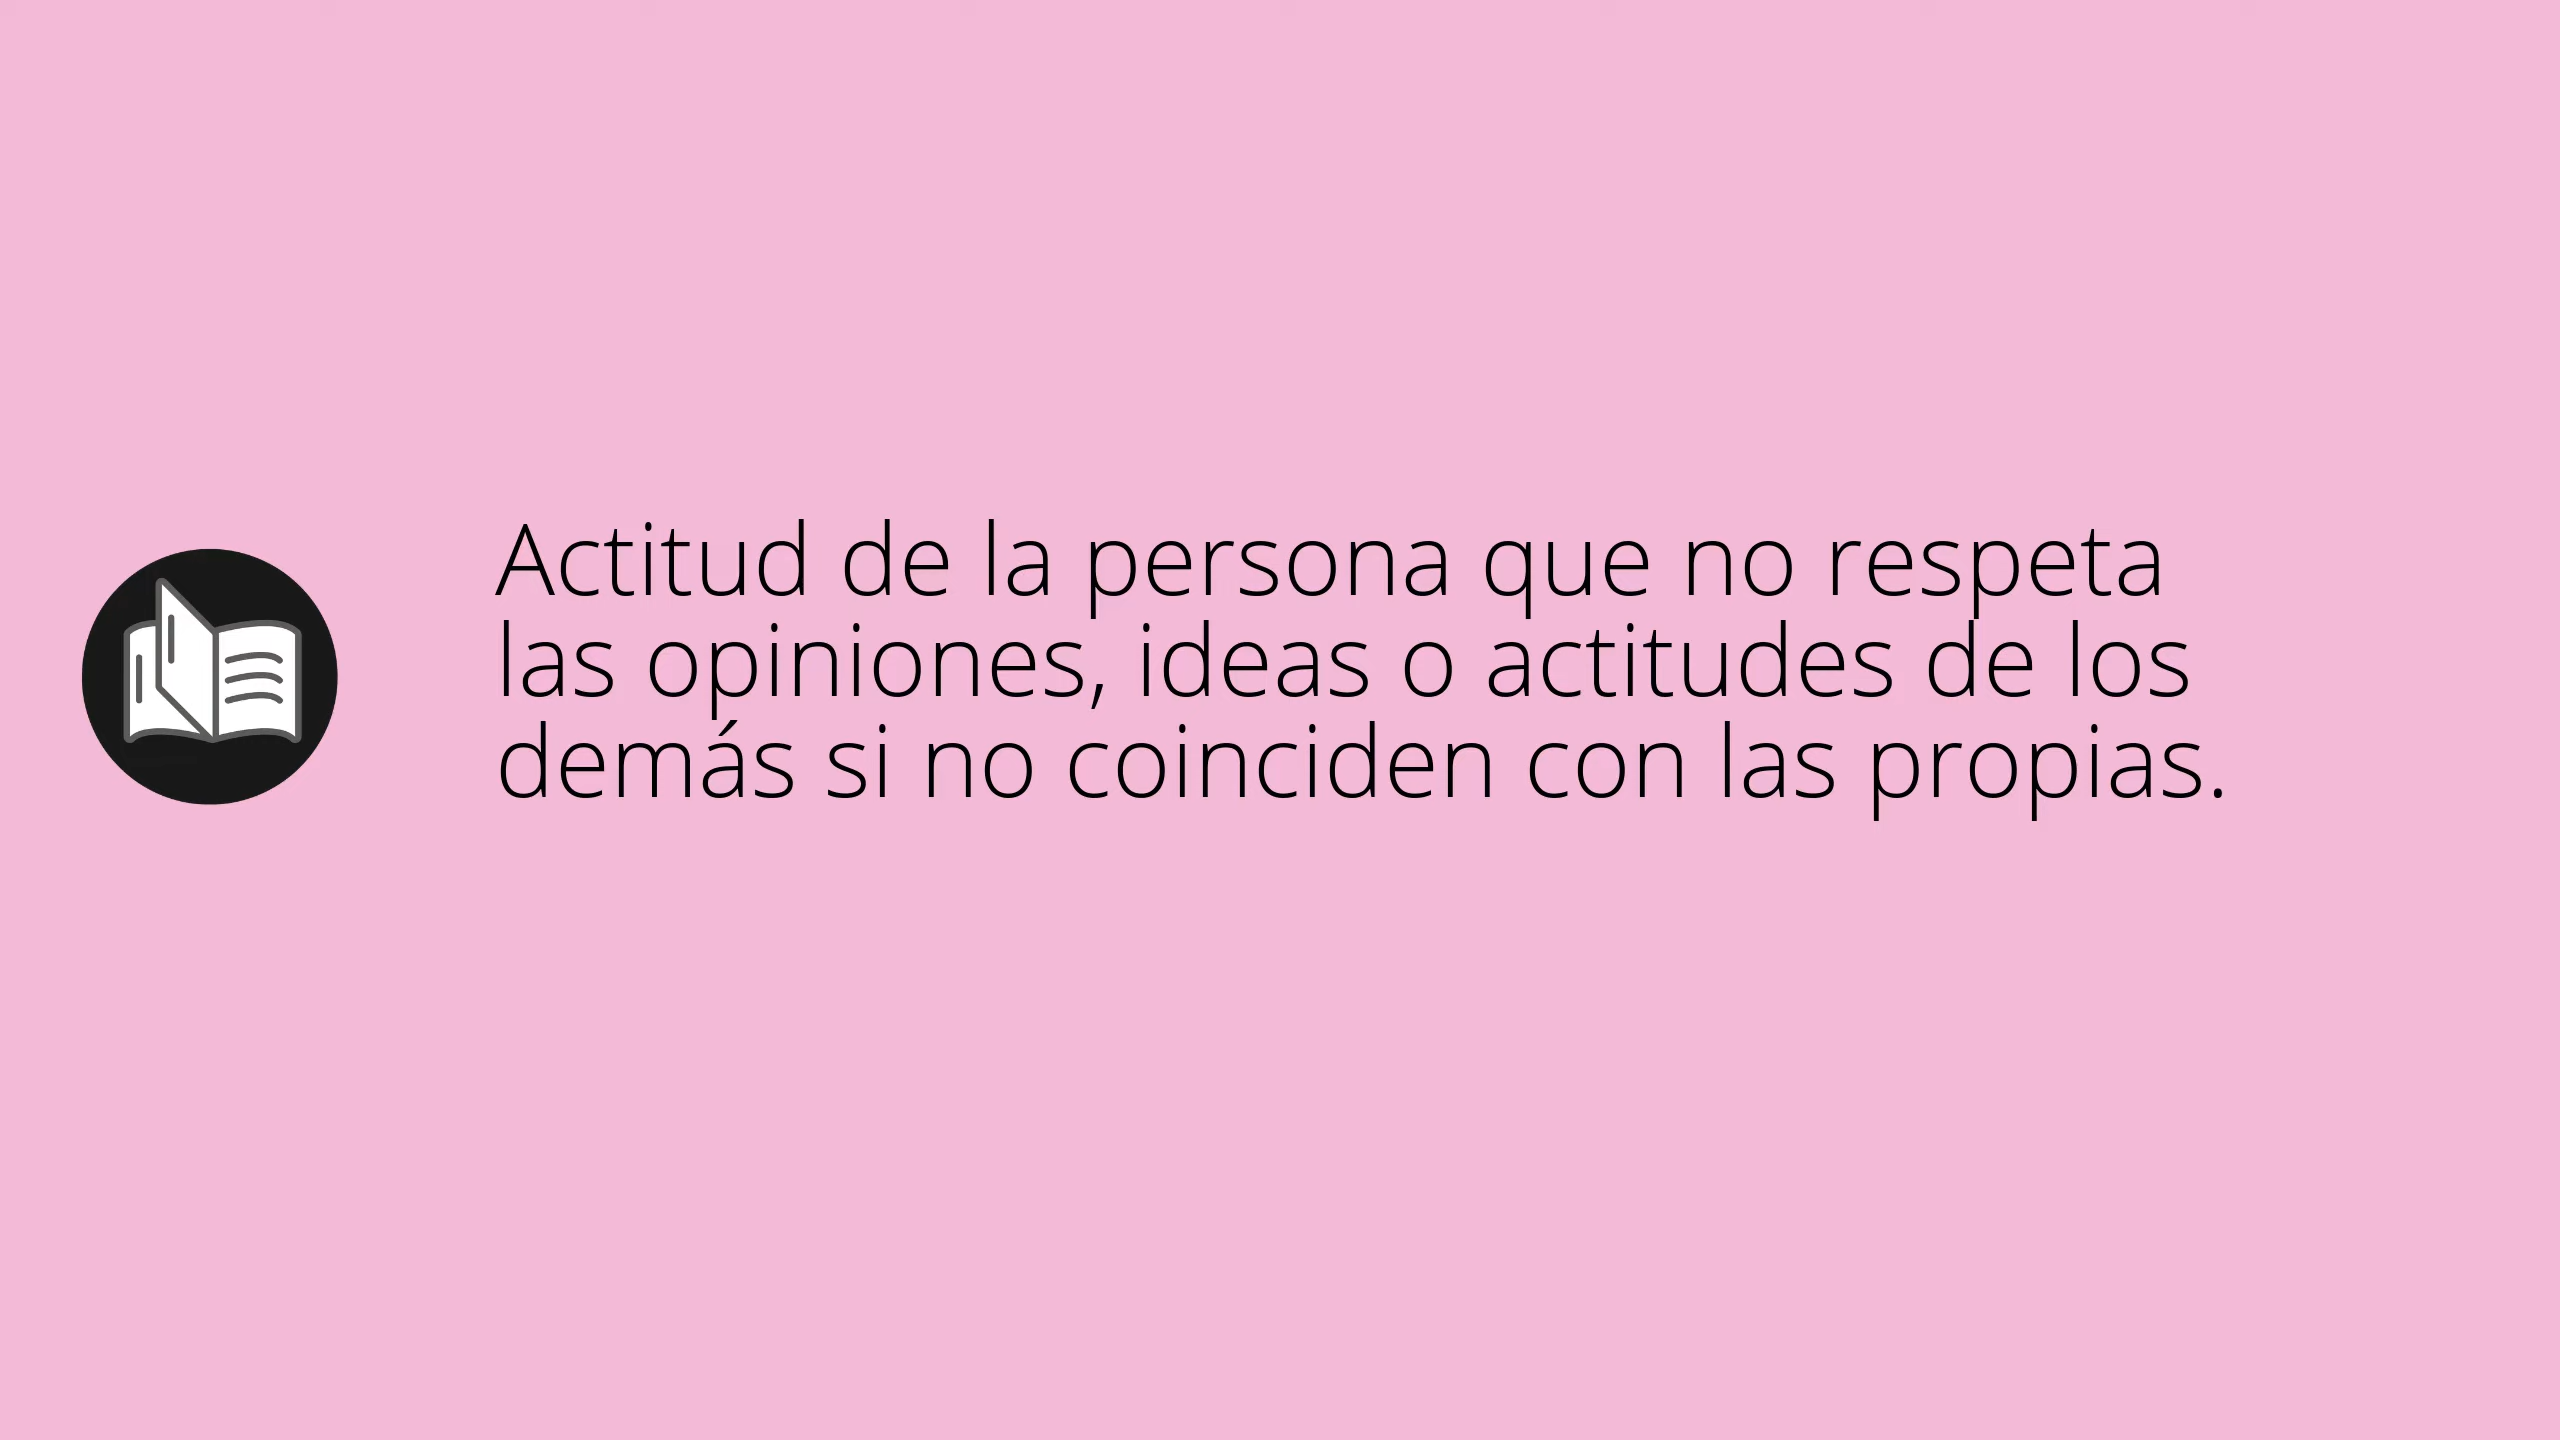 Actitud de la persona que no respeta
las opiniones, ideas o actitudes de los
demás si no coinciden con las propias.